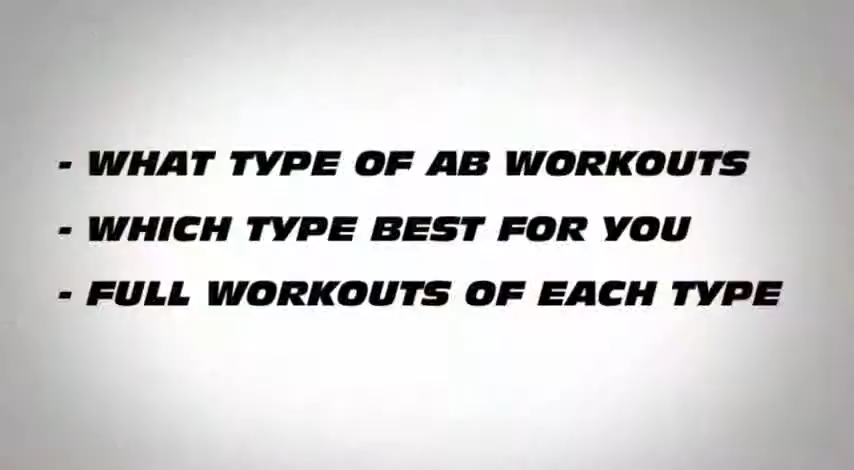 - WHAT TYPE OF AB WORKOUTS
- WHICH TYPE BEST FOR YOU
- FULL WORKOUTS OF EACH TYPE